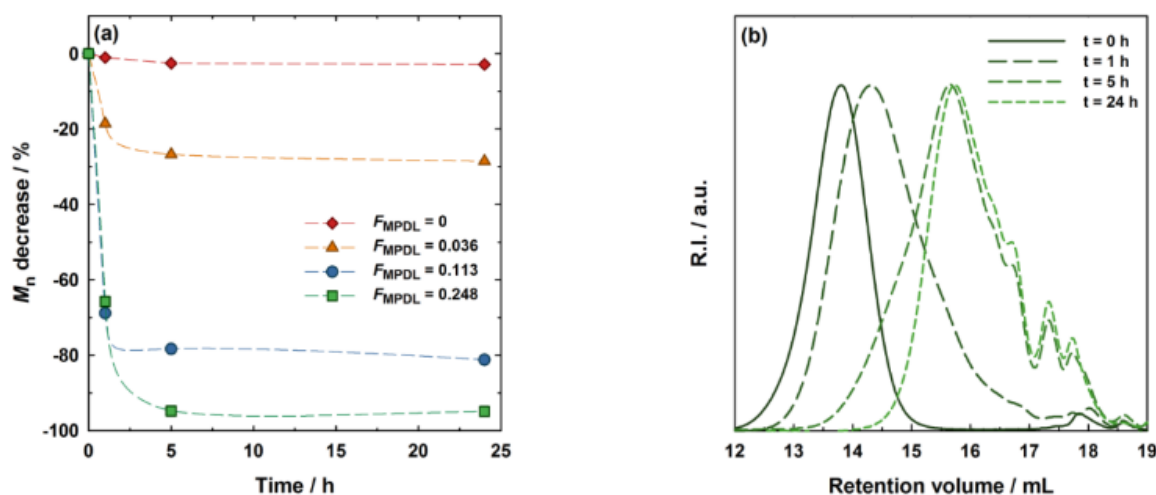 (a)
0
-20
-40
-60
-80
-100
Mn decrease / %
FMPDL = 0
FMPDL = 0.036
FMPDL = 0.113
FMPDL = 0.248
0 5 10 15 20 25
Time / h
(b)
t = 0 h
t = 1 h
t = 5 h
t = 24 h
R.I. / a.u.
12 13 14 15 16 17 18 19
Retention volume / mL